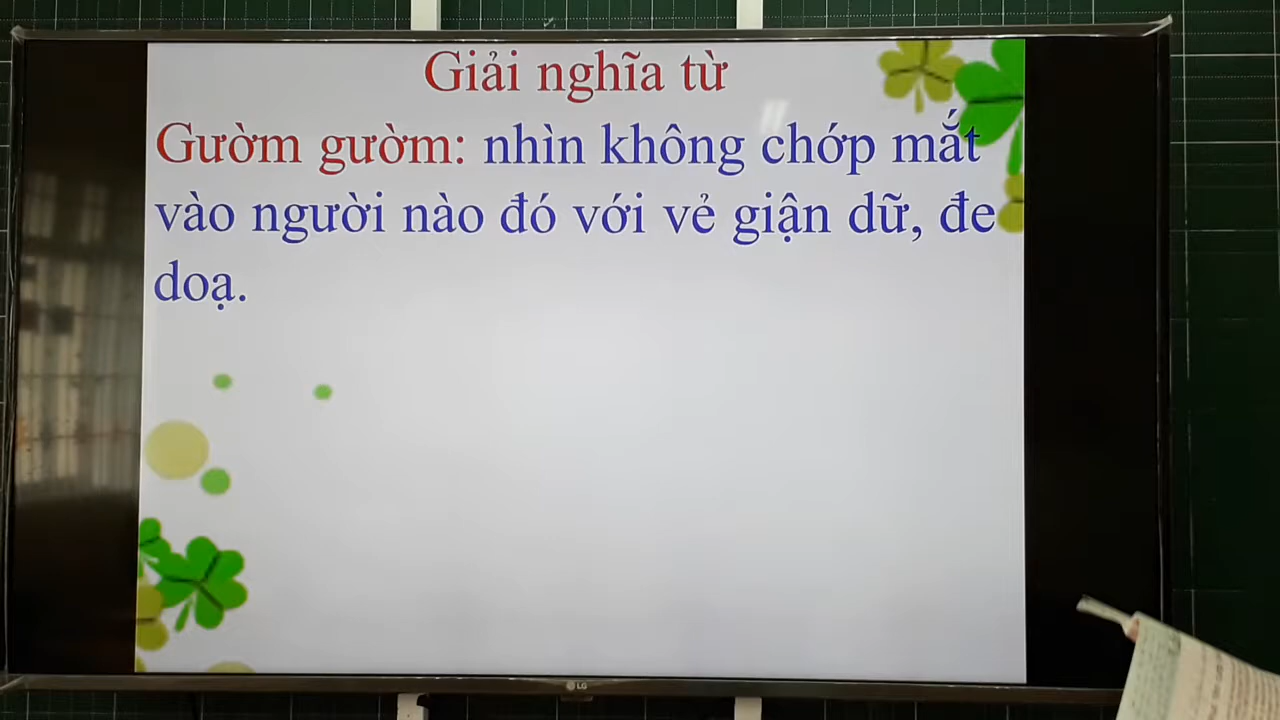 Giải nghĩa từ
Gườm gườm: nhìn không chớp mắt
vào người nào đó với vẻ giận dữ, đe
doạ.
LG